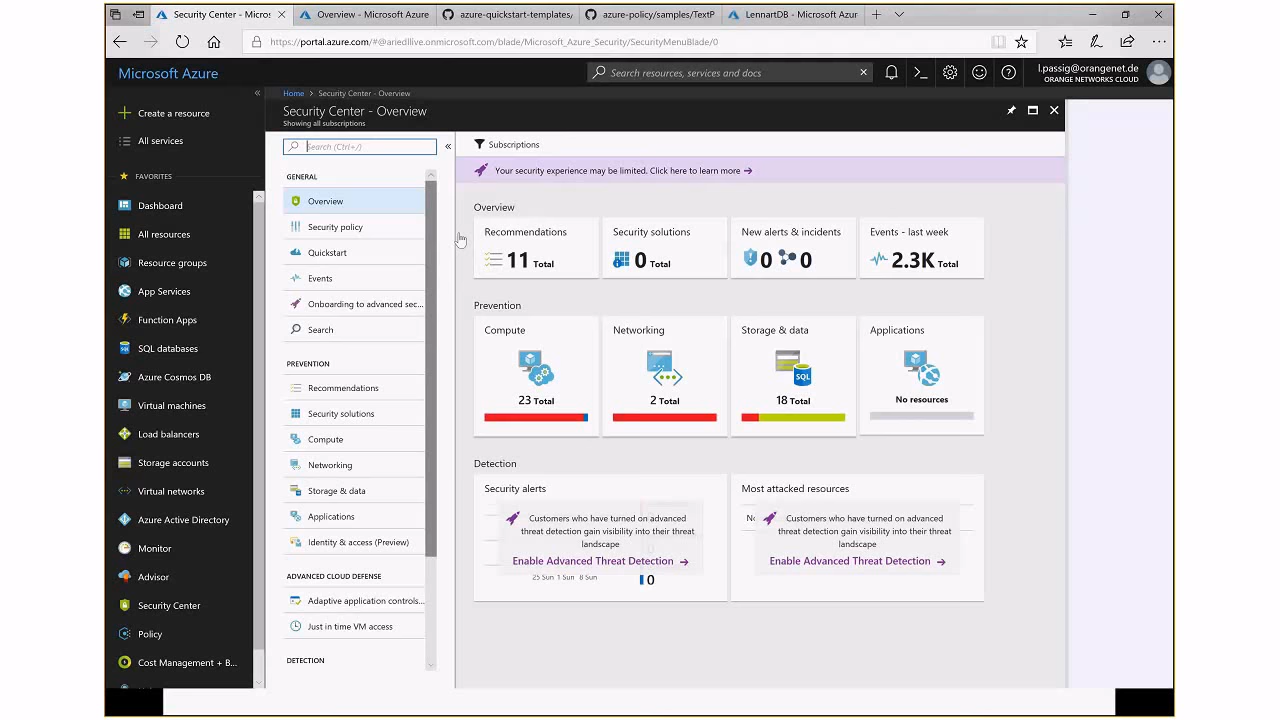 Security Center - Micros
Overview - Azure
azure-quickstart-templates/
azure-policy/samples/TextP
LennartDB - Microsoft Azur
https://portal.azure.com/#@ariedllive.onmicrosoft.com/blade/Microsoft_Azure_Security/SecurityMenuBlade/0
Microsoft Azure
Search resources, services and docs
l.passig@orangenet.de
ORANGE NETWORKS CLOUD
Create a resource
All services
FAVORITES
Dashboard
All resources
Resource groups
App Services
Function Apps
SQL databases
Azure Cosmos DB
Virtual machines
Load balancers
Storage accounts
Virtual networks
Azure Active Directory
Monitor
Advisor
Security Center
Policy
Cost Management + B...
Home > Security Center - Overview
Security Center - Overview
Showing all subscriptions
Search (Ctrl+/)
GENERAL
Overview
Security policy
Quickstart
Events
Onboarding to advanced sec...
Search
PREVENTION
Recommendations
Security solutions
Compute
Networking
Storage & data
Applications
Identity & access (Preview)
ADVANCED CLOUD DEFENSE
Adaptive application controls...
Just in time VM access
DETECTION
Subscriptions
Your security experience may be limited. Click here to learn more →
Overview
Recommendations
11 Total
Security solutions
0 Total
New alerts & incidents
0 0
Events - last week
2.3K Total
Prevention
Compute
23 Total
Networking
2 Total
Storage & data
SQL
18 Total
Applications
No resources
Detection
Security alerts
Customers who have turned on advanced
threat detection gain visibility into their threat
landscape
Enable Advanced Threat Detection →
25 Sun 1 Sun 8 Sun
0
Most attacked resources
Customers who have turned on advanced
threat detection gain visibility into their threat
landscape
Enable Advanced Threat Detection →